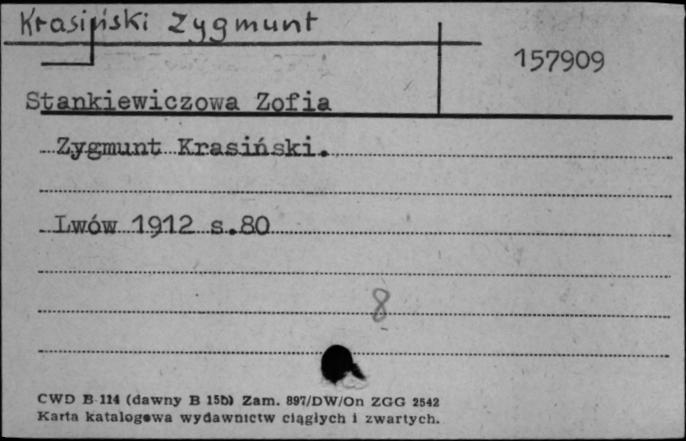 Krasiński Zygmunt
157909
Stankiewiczowa Zofia
Zygmunt Krasiński.
Lwów 1912 s.80
8
CWD B 114 (dawny B 15b) Zam. 897/DW/On ZGG 2542
Karta katalogowa wydawnictw ciągłych i zwartych.